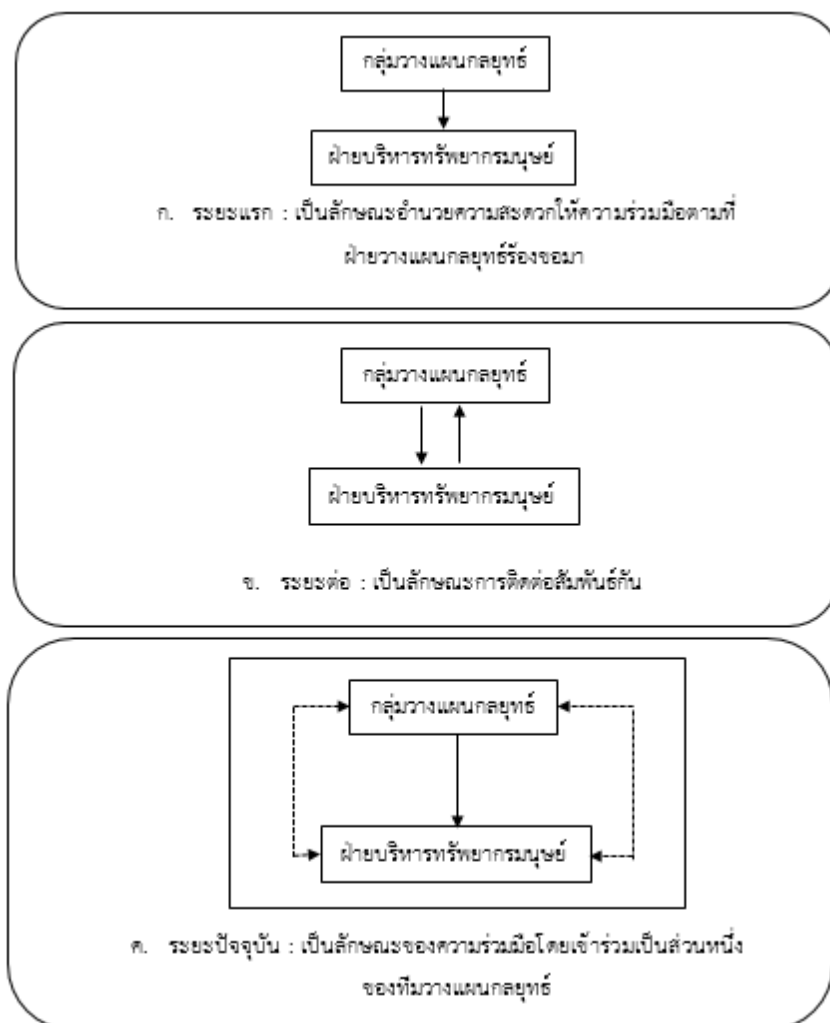 กลุ่มวางแผนกลยุทธ์
ฝ่ายบริหารทรัพยากรมนุษย์
ก. ระยะแรก : เป็นลักษณะอำนวยความสะดวกให้ความร่วมมือตามที่
ฝ่ายวางแผนกลยุทธ์ร้องขอมา
กลุ่มวางแผนกลยุทธ์
ฝ่ายบริหารทรัพยากรมนุษย์
ข. ระยะต่อ : เป็นลักษณะการติดต่อสัมพันธ์กัน
กลุ่มวางแผนกลยุทธ์
ฝ่ายบริหารทรัพยากรมนุษย์
ค. ระยะปัจจุบัน : เป็นลักษณะของความร่วมมือโดยเข้าร่วมเป็นส่วนหนึ่ง
ของทีมวางแผนกลยุทธ์